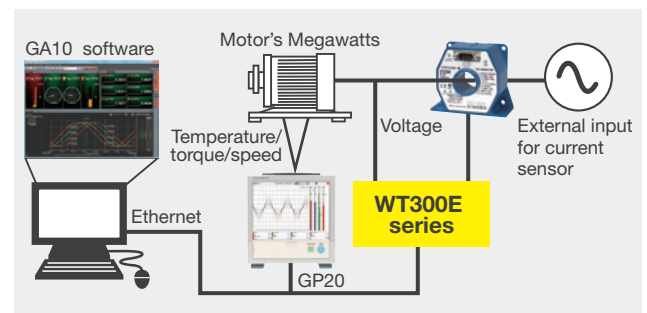 GA10 software
Motor's Megawatts
Temperature/
torque/speed
Voltage
External input
for current
sensor
WT300E
series
Ethernet
GP20